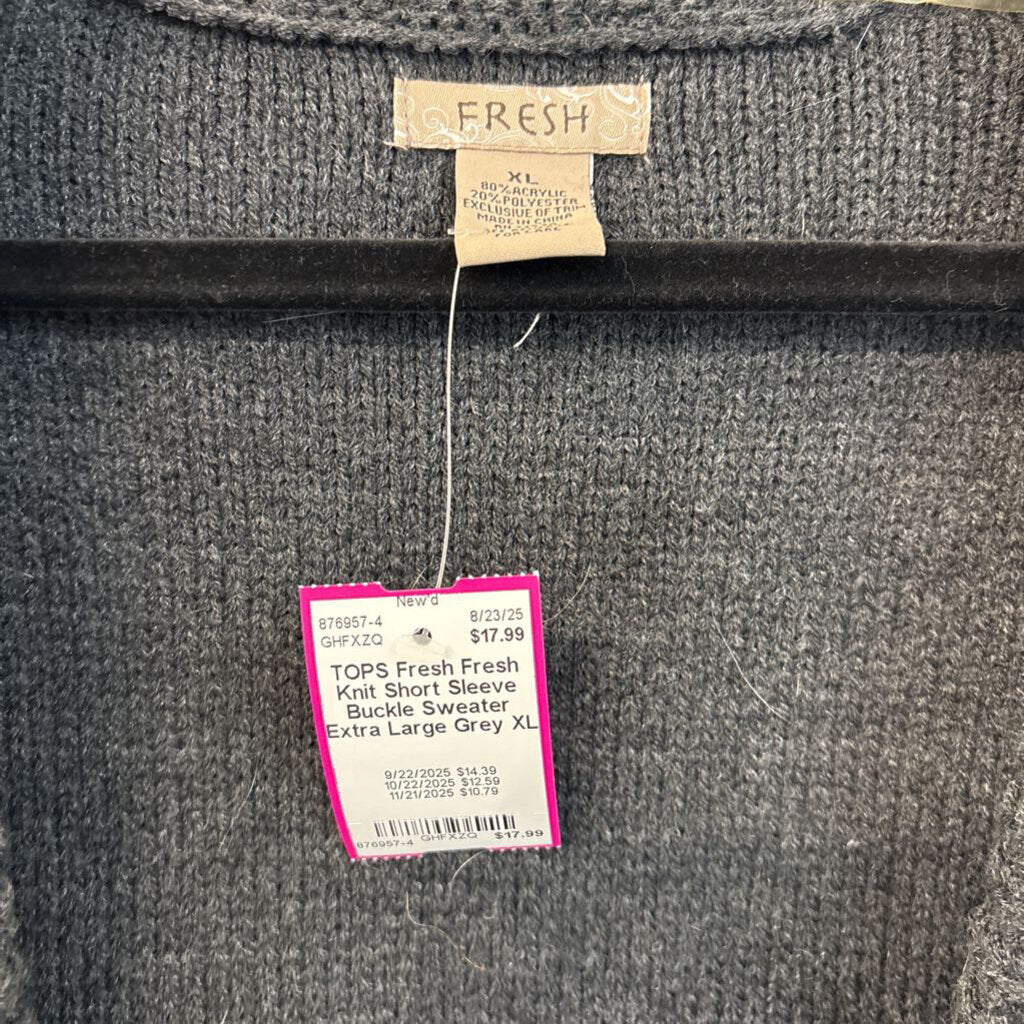 FRESH
XL
80% ACRYLIC
20% POLYESTER
EXCLUSIVE OF TRIM
MADE IN CHINA
FOR CARE
New'd
876957-4 8/23/25
GHFXZQ $17.99
TOPS Fresh Fresh
Knit Short Sleeve
Buckle Sweater
Extra Large Grey XL
9/22/2025 $14.39
10/22/2025 $12.59
11/21/2025 $10.79
876957-4 GHFXZQ $17.99